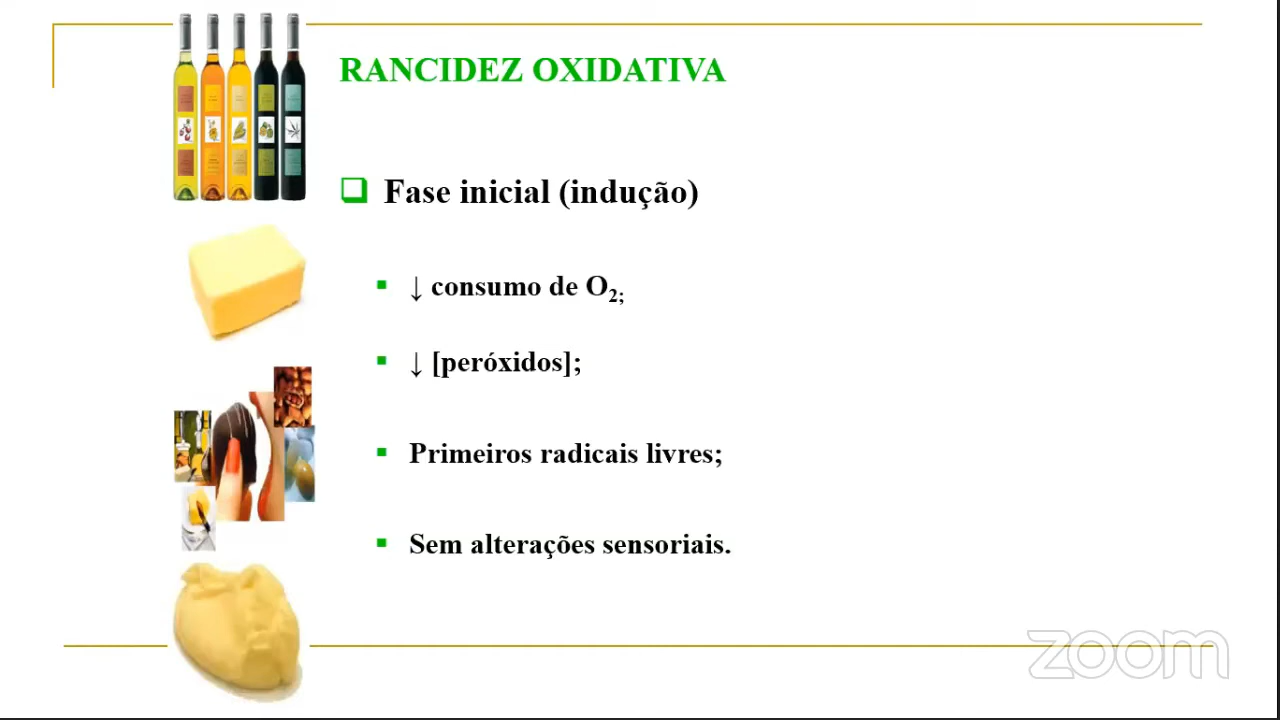 RANCIDEZ OXIDATIVA
❑ Fase inicial (indução)
▪ ↓ consumo de O₂;
▪ ↓ [peróxidos];
▪ Primeiros radicais livres;
▪ Sem alterações sensoriais.
zoom